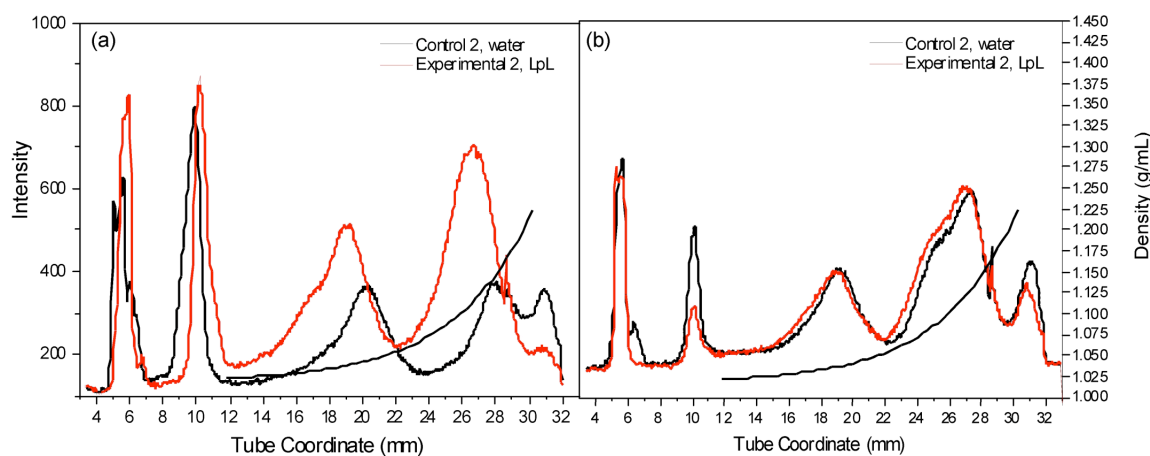 (a)
Control 2, water
Experimental 2, LpL
(b)
Control 2, water
Experimental 2, LpL
Intensity
1000
800
600
400
200
4 6 8 10 12 14 16 18 20 22 24 26 28 30 32
Tube Coordinate (mm)
4 6 8 10 12 14 16 18 20 22 24 26 28 30 32
Tube Coordinate (mm)
1.450
1.425
1.400
1.375
1.350
1.325
1.300
1.275
1.250
1.225
1.200
1.175
1.150
1.125
1.100
1.075
1.050
1.025
1.000
Density (g/mL)